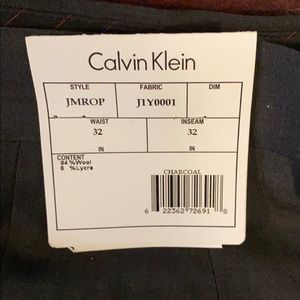 Calvin Klein
STYLE FABRIC DIM
JMROP J1Y0001
WAIST INSEAM
32 32
IN IN
CONTENT
94 %Wool
6 %Lycra
CHARCOAL
6 22362 72691 8